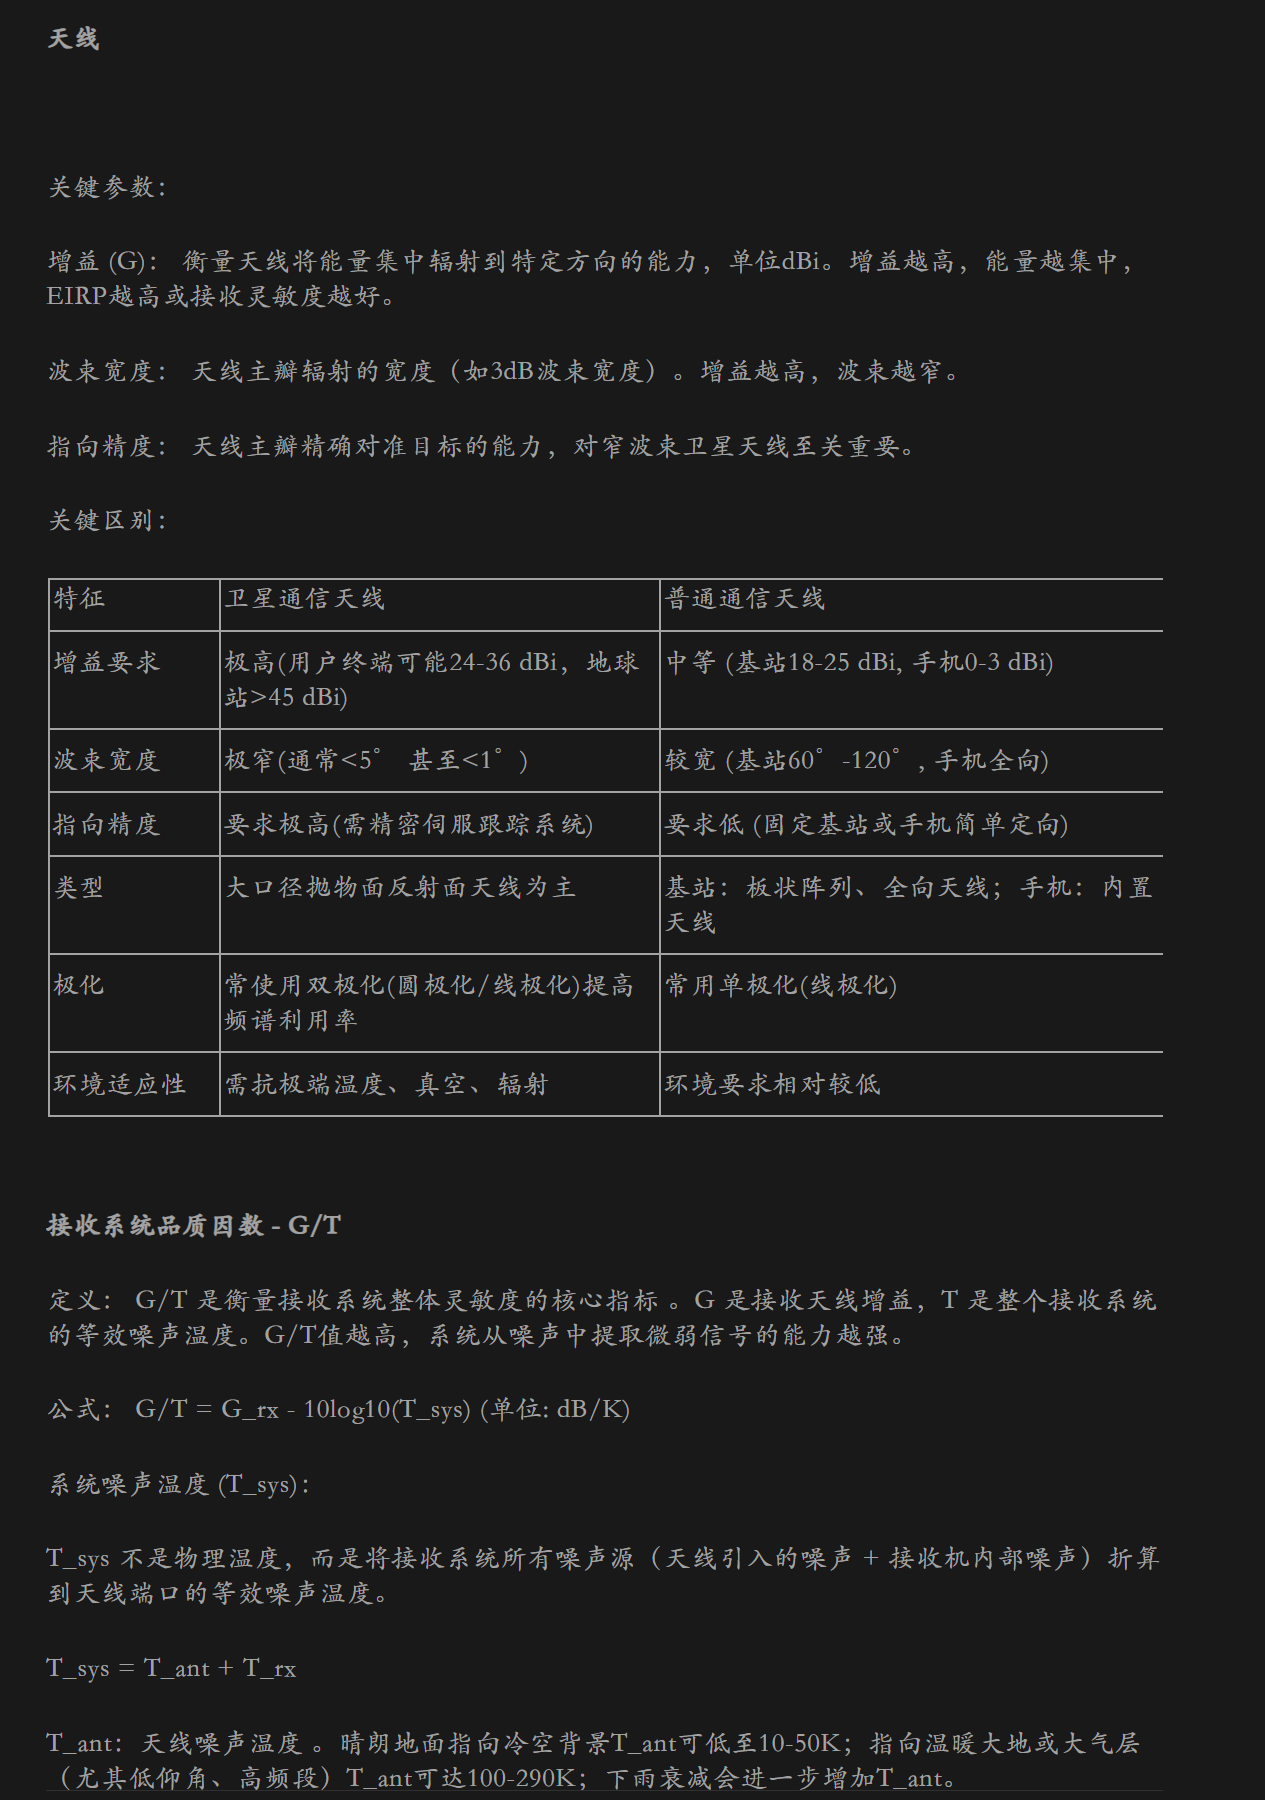 天线
关键参数：
增益 (G)： 衡量天线将能量集中辐射到特定方向的能力，单位dBi。增益越高，能量越集中，
EIRP越高或接收灵敏度越好。
波束宽度： 天线主瓣辐射的宽度（如3dB波束宽度）。增益越高，波束越窄。
指向精度： 天线主瓣精确对准目标的能力，对窄波束卫星天线至关重要。
关键区别：
特征 卫星通信天线 普通通信天线
增益要求 极高(用户终端可能24-36 dBi，地球 中等 (基站18-25 dBi, 手机0-3 dBi)
站>45 dBi)
波束宽度 极窄(通常<5° 甚至<1°) 较宽 (基站60°-120°, 手机全向)
指向精度 要求极高(需精密伺服跟踪系统) 要求低 (固定基站或手机简单定向)
类型 大口径抛物面反射面天线为主 基站：板状阵列、全向天线；手机：内置
天线
极化 常使用双极化(圆极化/线极化)提高 常用单极化(线极化)
频谱利用率
环境适应性 需抗极端温度、真空、辐射 环境要求相对较低
接收系统品质因数 - G/T
定义： G/T 是衡量接收系统整体灵敏度的核心指标 。G 是接收天线增益，T 是整个接收系统
的等效噪声温度。G/T值越高，系统从噪声中提取微弱信号的能力越强。
公式： G/T = G_rx - 10log10(T_sys) (单位: dB/K)
系统噪声温度 (T_sys)：
T_sys 不是物理温度，而是将接收系统所有噪声源（天线引入的噪声 + 接收机内部噪声）折算
到天线端口的等效噪声温度。
T_sys = T_ant + T_rx
T_ant：天线噪声温度 。晴朗地面指向冷空背景T_ant可低至10-50K；指向温暖大地或大气层
（尤其低仰角、高频段）T_ant可达100-290K；下雨衰减会进一步增加T_ant。